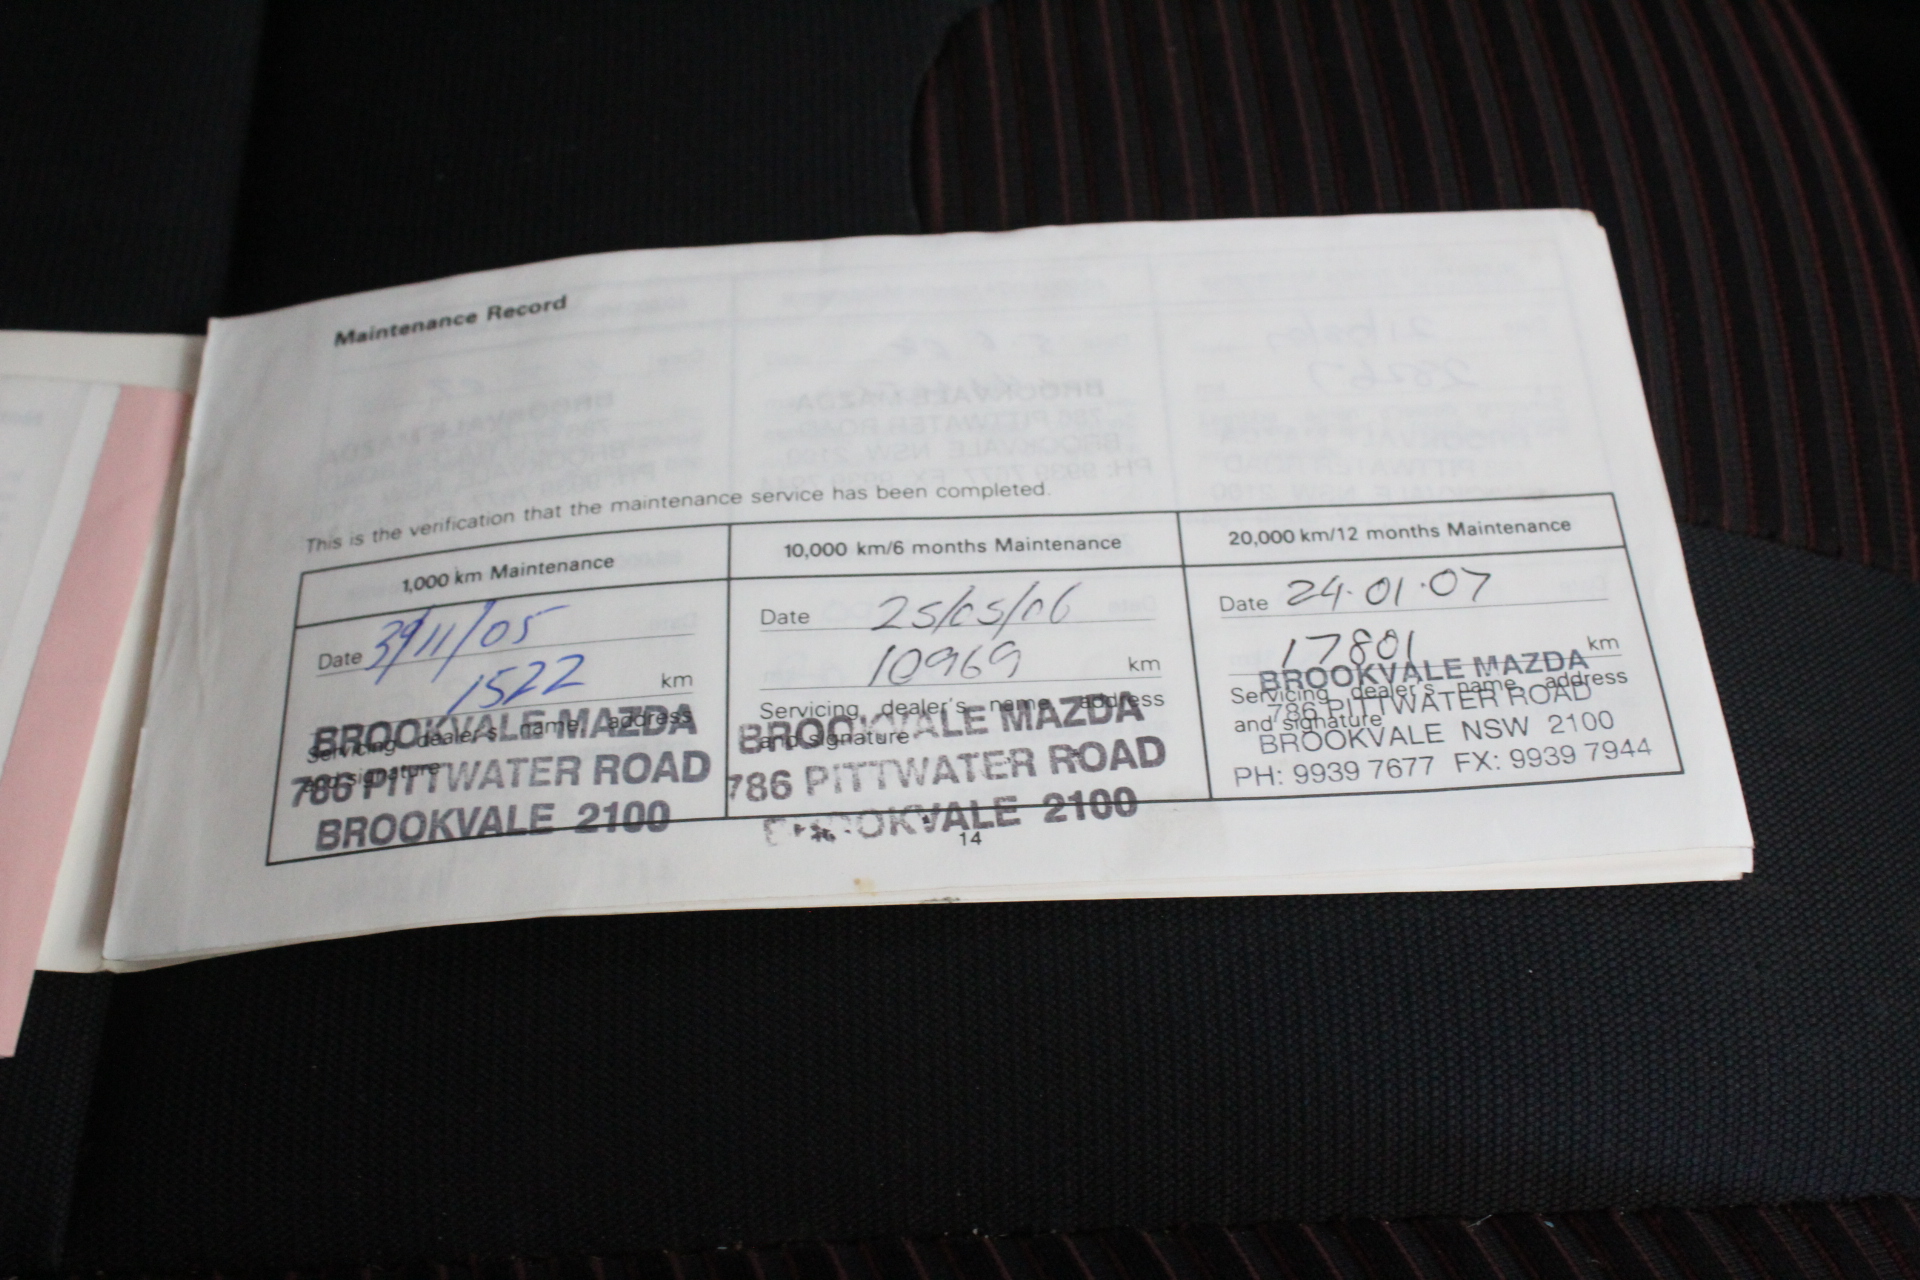 Maintenance Record
This is the verification that the maintenance service has been completed.
1,000 km Maintenance
Date
/11/05
1522 km
Servicing dealer's name, address
and signature
BROOKVALE MAZDA
786 PITTWATER ROAD
BROOKVALE 2100
10,000 km/6 months Maintenance
Date 25/05/06
10969 km
Servicing dealer's name, address
and signature
BROOKVALE MAZDA
786 PITTWATER ROAD
BROOKVALE 2100
20,000 km/12 months Maintenance
Date 24.01.07
17801 km
Servicing dealer's name, address
and signature
BROOKVALE MAZDA
786 PITTWATER ROAD
BROOKVALE NSW 2100
PH: 9939 7677 FX: 9939 7944
14